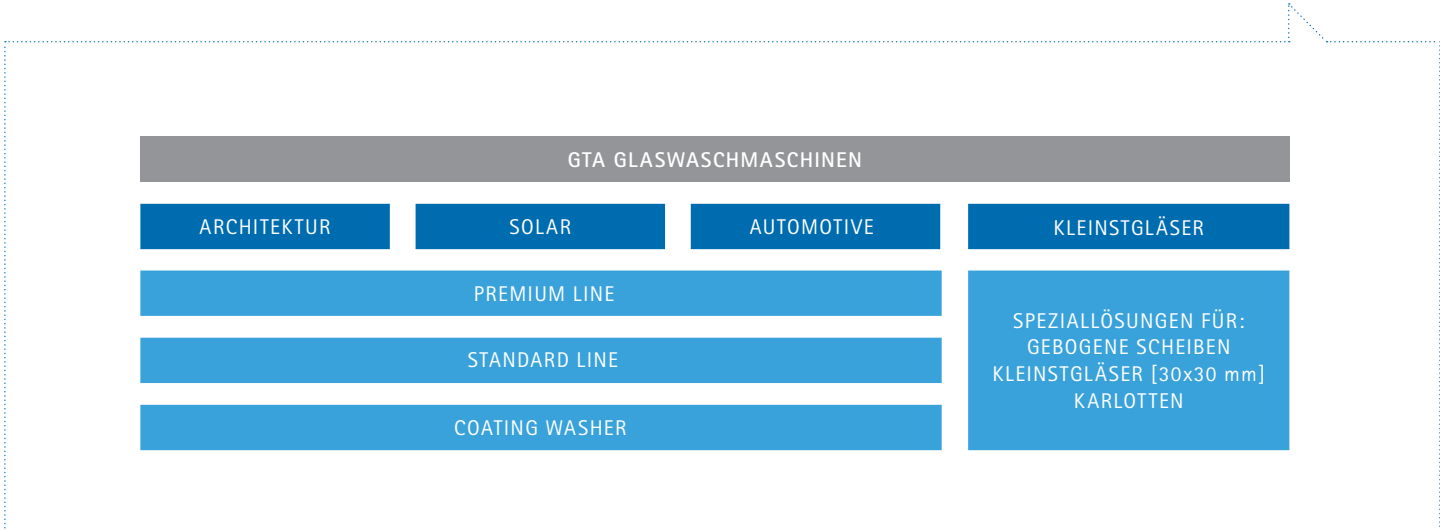 GTA GLASWASCHMASCHINEN
ARCHITEKTUR
SOLAR
AUTOMOTIVE
KLEINSTGLÄSER
PREMIUM LINE
STANDARD LINE
COATING WASHER
SPEZIALLÖSUNGEN FÜR:
GEBOGENE SCHEIBEN
KLEINSTGLÄSER [30x30 mm]
KARLOTTEN